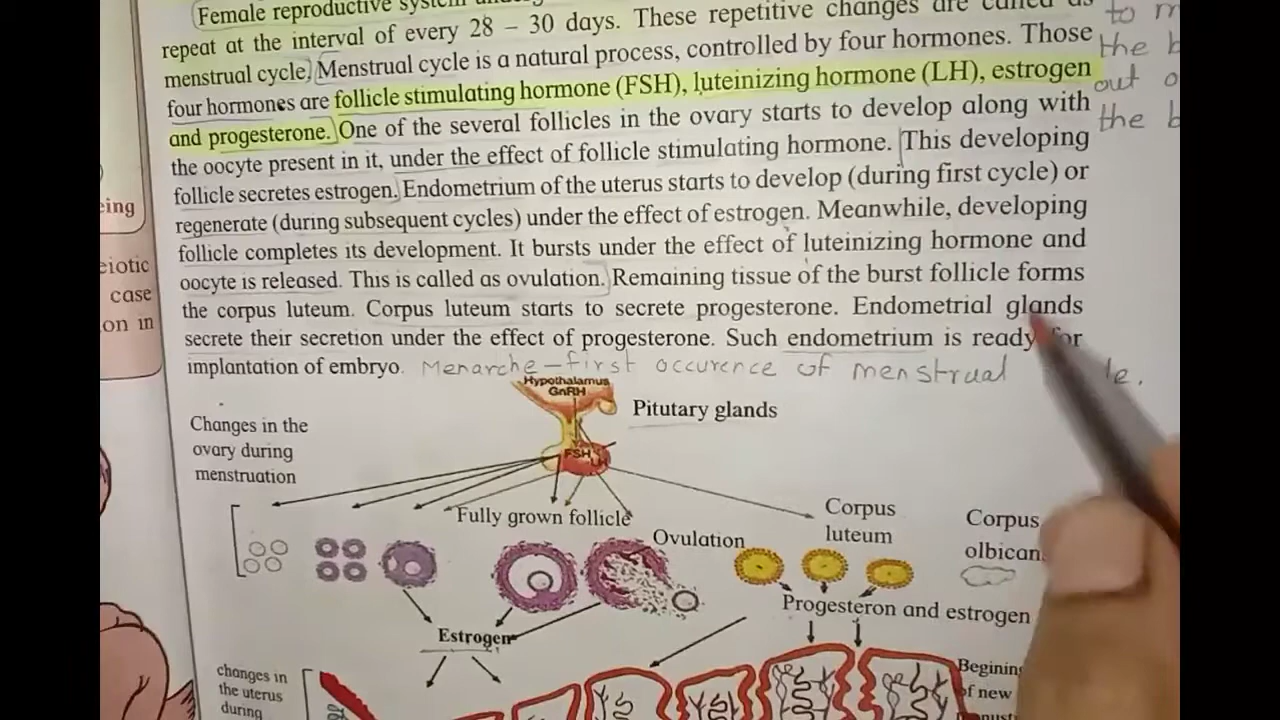 Female reproductive system
repeat at the interval of every 28 – 30 days. These repetitive changes are called as
menstrual cycle. Menstrual cycle is a natural process, controlled by four hormones. Those
four hormones are follicle stimulating hormone (FSH), luteinizing hormone (LH), estrogen
and progesterone. One of the several follicles in the ovary starts to develop along with
the oocyte present in it, under the effect of follicle stimulating hormone. This developing
follicle secretes estrogen. Endometrium of the uterus starts to develop (during first cycle) or
regenerate (during subsequent cycles) under the effect of estrogen. Meanwhile, developing
follicle completes its development. It bursts under the effect of luteinizing hormone and
oocyte is released. This is called as ovulation. Remaining tissue of the burst follicle forms
the corpus luteum. Corpus luteum starts to secrete progesterone. Endometrial glands
secrete their secretion under the effect of progesterone. Such endometrium is ready for
implantation of embryo.
Menarche – first occurence of menstrual
to
the
out
the
eing
eiotic
case
on in
Hypothalamus
GnRH
Pitutary glands
FSH
LH
Changes in the
ovary during
menstruation
Fully grown follicle
Ovulation
Corpus
luteum
Corpus
olbican
Progesteron and estrogen
Estrogen
changes in
the uterus
during
Begining
of new